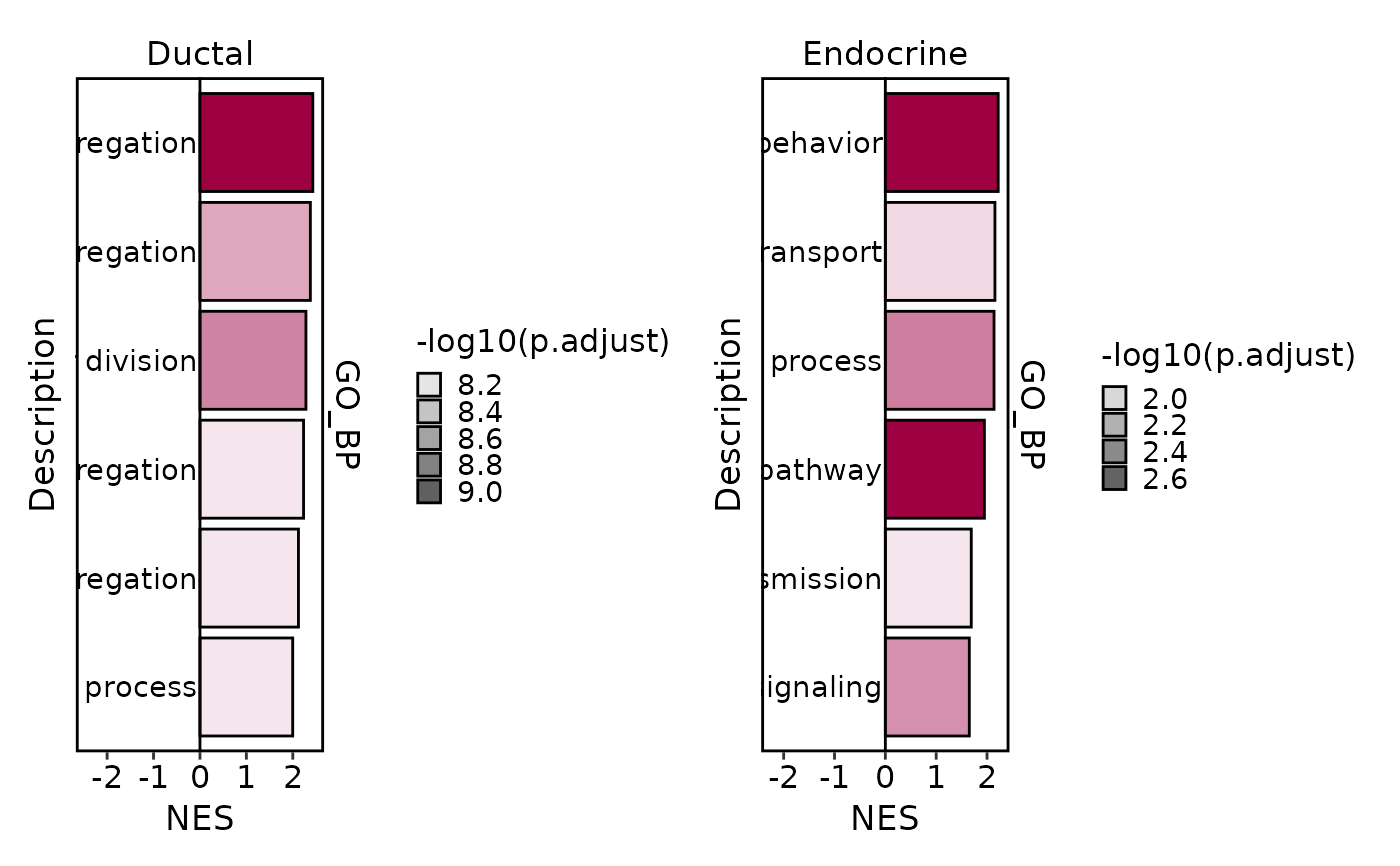 Ductal
regation
regation
division
regation
regation
process
Description
-2 -1 0 1 2
NES
GO_BP
-log10(p.adjust)
8.2
8.4
8.6
8.8
9.0
Endocrine
behavior
ransport
process
pathway
smission
ignaling
Description
-2 -1 0 1 2
NES
GO_BP
-log10(p.adjust)
2.0
2.2
2.4
2.6